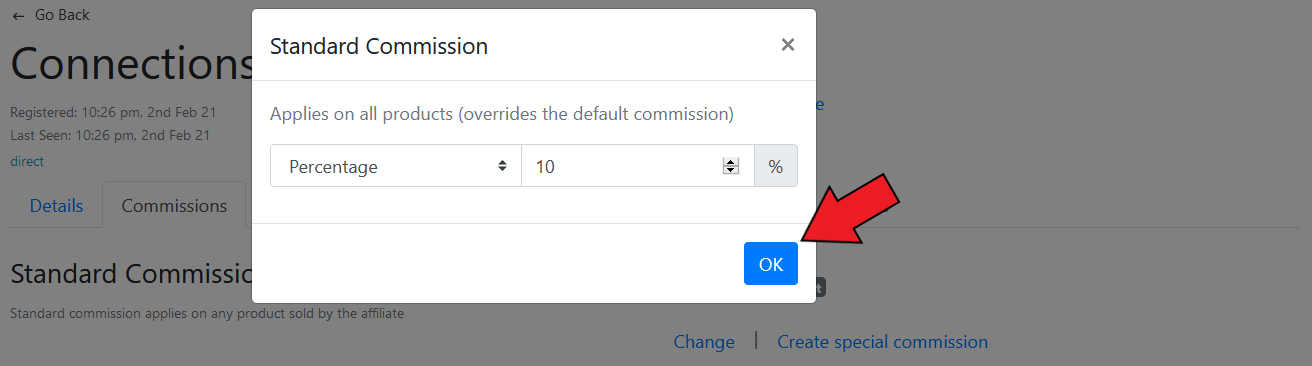 ← Go Back
Standard Commission
×
Connections
Registered: 10:26 pm, 2nd Feb 21
Last Seen: 10:26 pm, 2nd Feb 21
direct
Applies on all products (overrides the default commission)
Percentage 10 %
Details Commissions
OK
Standard Commissio
Standard commission applies on any product sold by the affiliate
Change | Create special commission